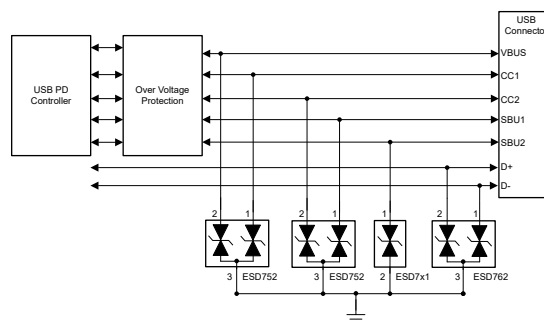 USB
Connector
VBUS
USB PD
Controller
Over Voltage
Protection
CC1
CC2
SBU1
SBU2
D+
D-
2 1
2 1
1
2 1
3 ESD752
3 ESD752
2 ESD7x1
3 ESD762